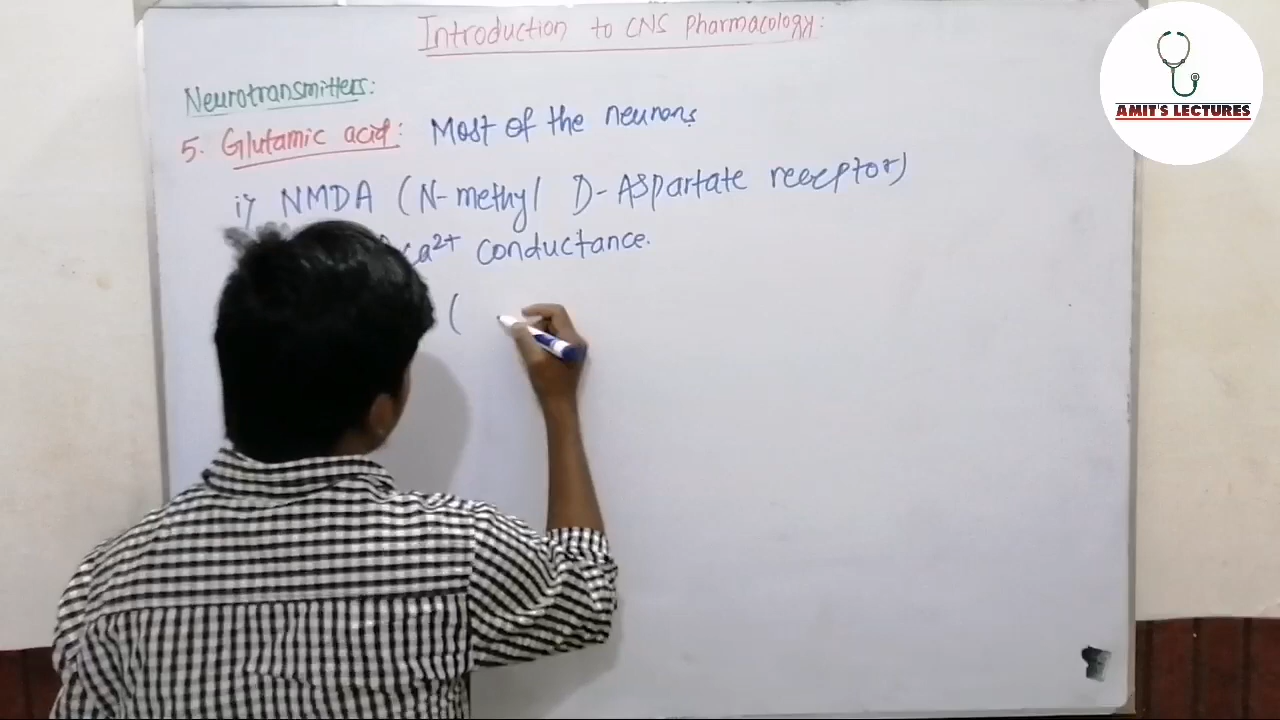 Introduction to CNS Pharmacology:
AMIT'S LECTURES
Neurotransmitters:
5. Glutamic acid: Most of the neurons
i) NMDA (N-methyl D-Aspartate receptor)
ca²⁺ conductance.
(